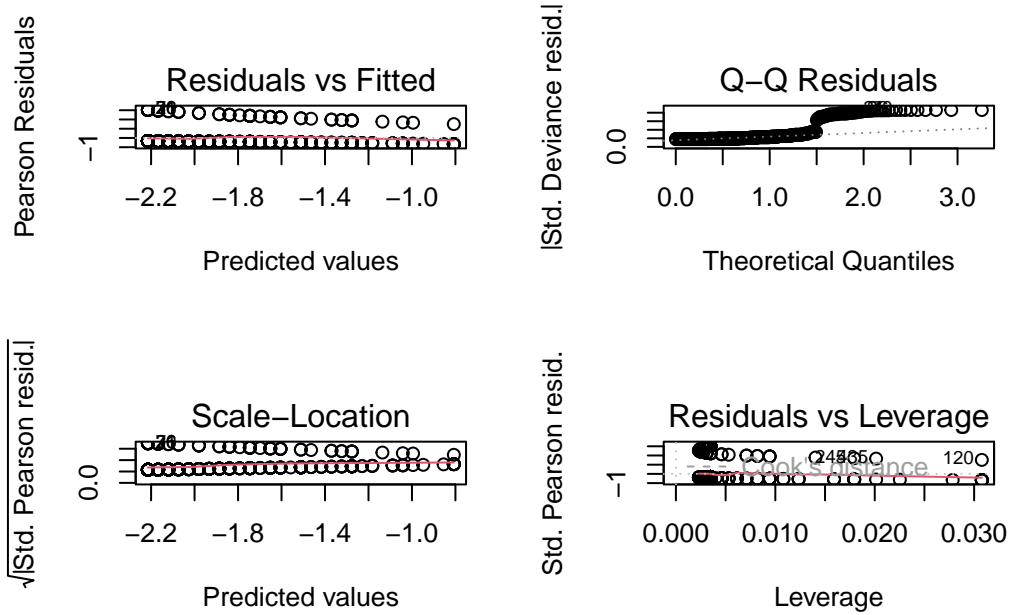 Residuals vs Fitted
Pearson Residuals
−1
−2.2 −1.8 −1.4 −1.0
Predicted values
Q−Q Residuals
|Std. Deviance resid.|
0.0
0.0 1.0 2.0 3.0
Theoretical Quantiles
Scale−Location
√|Std. Pearson resid.|
0.0
−2.2 −1.8 −1.4 −1.0
Predicted values
Residuals vs Leverage
Std. Pearson resid.
−1
Cook's distance
120
0.000 0.010 0.020 0.030
Leverage